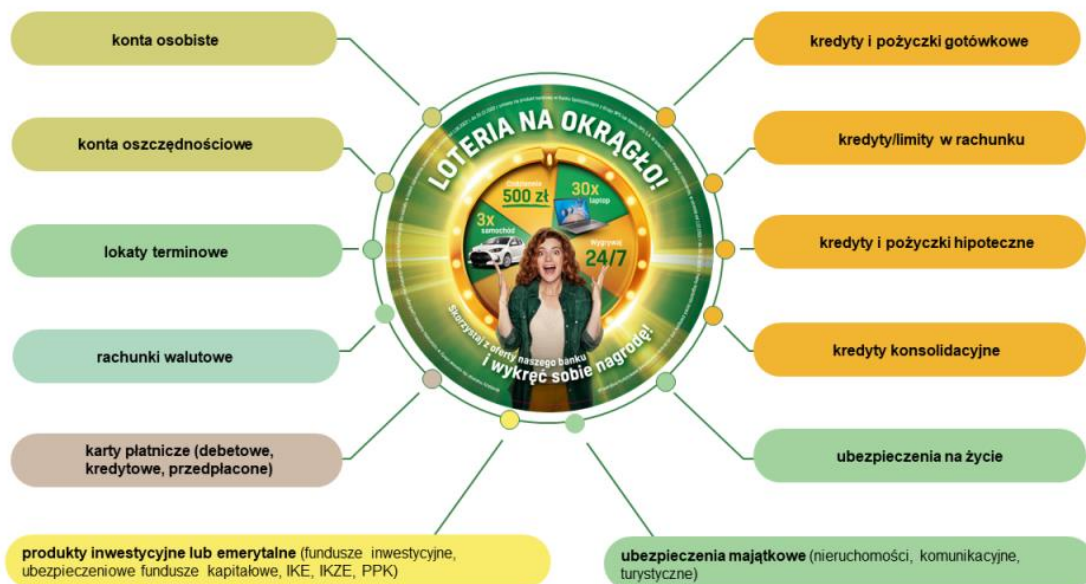 konta osobiste
kredyty i pożyczki gotówkowe
konta oszczędnościowe
kredyty/limity w rachunku
lokaty terminowe
kredyty i pożyczki hipoteczne
rachunki walutowe
kredyty konsolidacyjne
karty płatnicze (debetowe,
kredytowe, przedpłacone)
ubezpieczenia na życie
produkty inwestycyjne lub emerytalne (fundusze inwestycyjne,
ubezpieczeniowe fundusze kapitałowe, IKE, IKZE, PPK)
ubezpieczenia majątkowe (nieruchomości, komunikacyjne,
turystyczne)
LOTERIA NA OKRĄGŁO!
Codziennie
500 zł
30x
laptop
3x
samochód
Wygrywaj
24/7
Skorzystaj z oferty naszego banku
i wykręć sobie nagrodę!